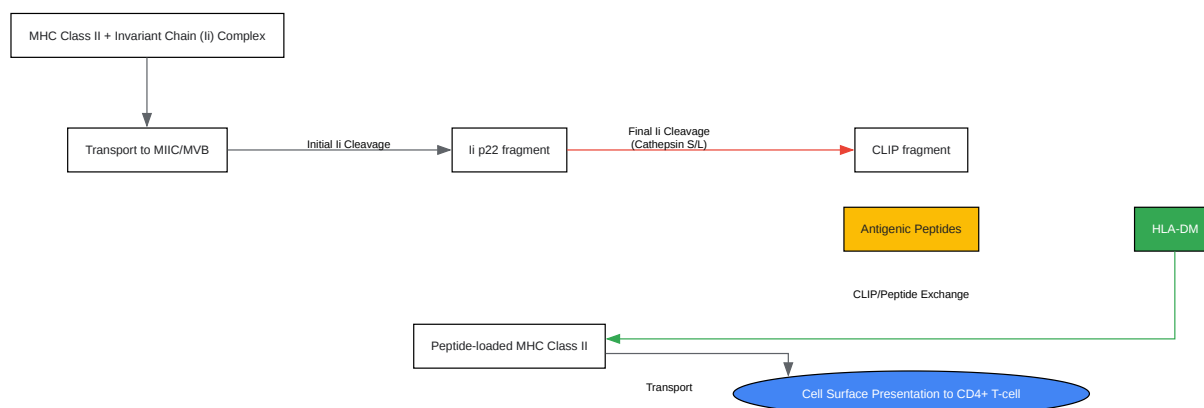 MHC Class II + Invariant Chain (Ii) Complex
Transport to MIIC/MVB
Initial Ii Cleavage
Ii p22 fragment
Final Ii Cleavage
(Cathepsin S/L)
CLIP fragment
Antigenic Peptides
HLA-DM
CLIP/Peptide Exchange
Peptide-loaded MHC Class II
Transport
Cell Surface Presentation to CD4+ T-cell